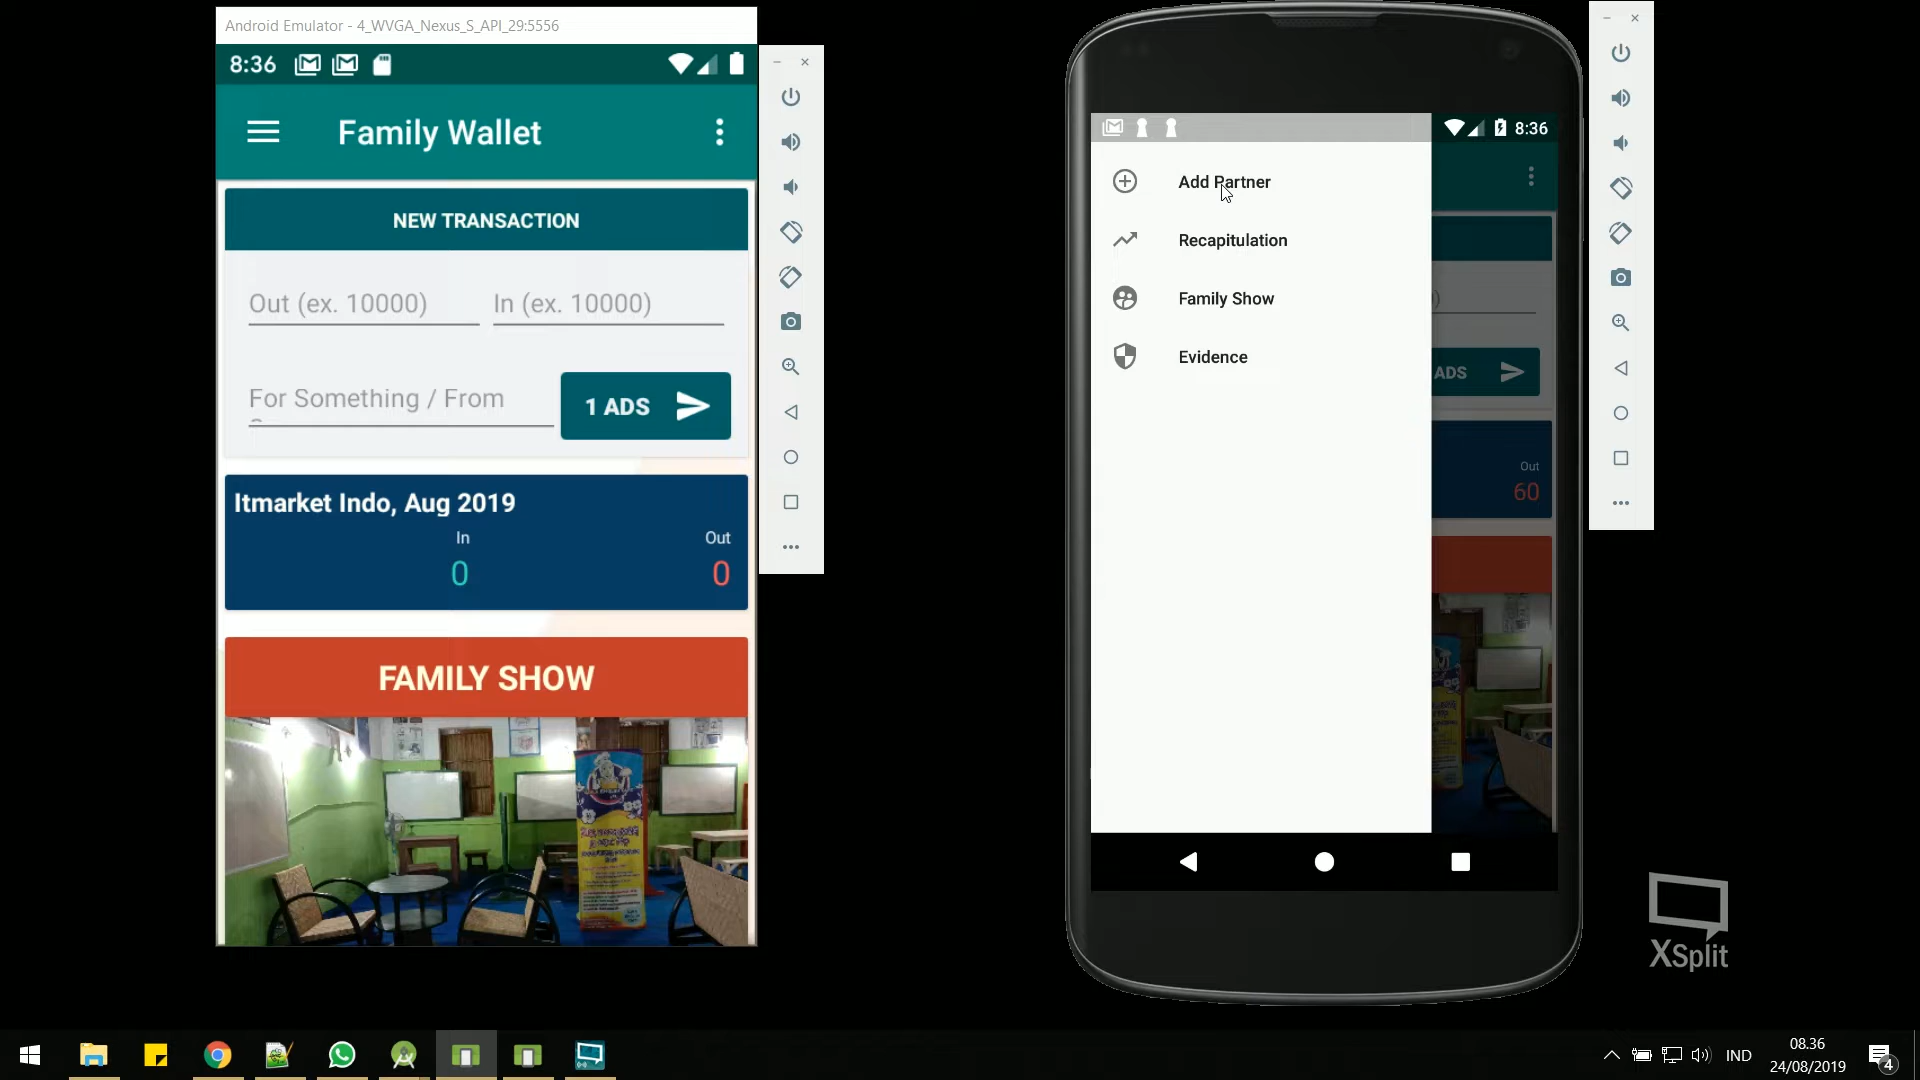 Android Emulator - 4_WVGA_Nexus_S_API_29:5556
8:36
Family Wallet
NEW TRANSACTION
Out (ex. 10000)
In (ex. 10000)
For Something / From
1 ADS
Itmarket Indo, Aug 2019
In
Out
0
0
FAMILY SHOW
8:36
Add Partner
Recapitulation
Family Show
Evidence
)
ADS
Out
60
XSplit
IND
08.36
24/08/2019
4